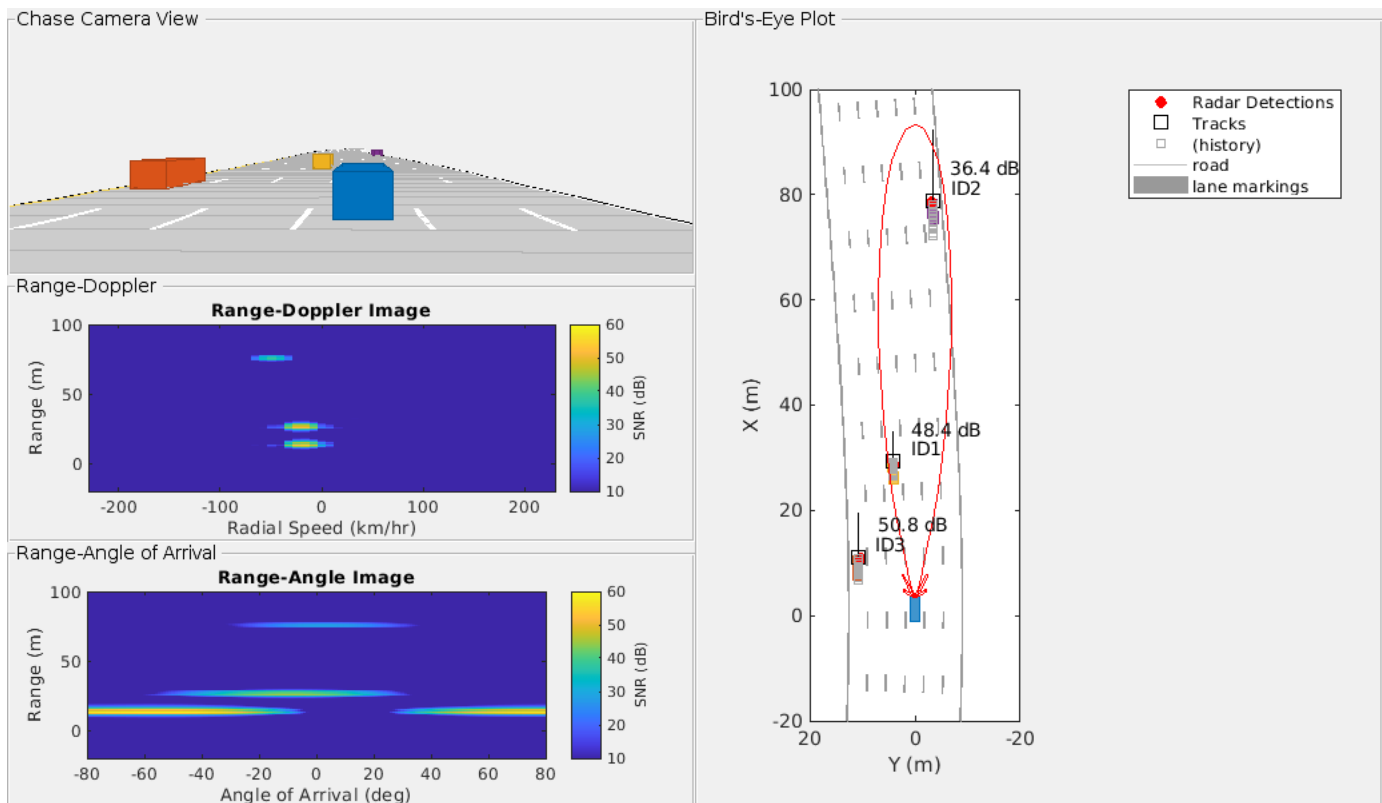 Chase Camera View
Range-Doppler
Range-Doppler Image
100
50
0
Range (m)
-200
-100
0
100
200
Radial Speed (km/hr)
60
50
40
30
20
10
SNR (dB)
Range-Angle of Arrival
Range-Angle Image
100
50
0
Range (m)
-80
-60
-40
-20
0
20
40
60
80
Angle of Arrival (deg)
60
50
40
30
20
10
SNR (dB)
Bird's-Eye Plot
100
80
60
40
20
0
-20
X (m)
20
0
-20
Y (m)
36.4 dB
ID2
48.4 dB
ID1
50.8 dB
ID3
Radar Detections
Tracks
(history)
road
lane markings